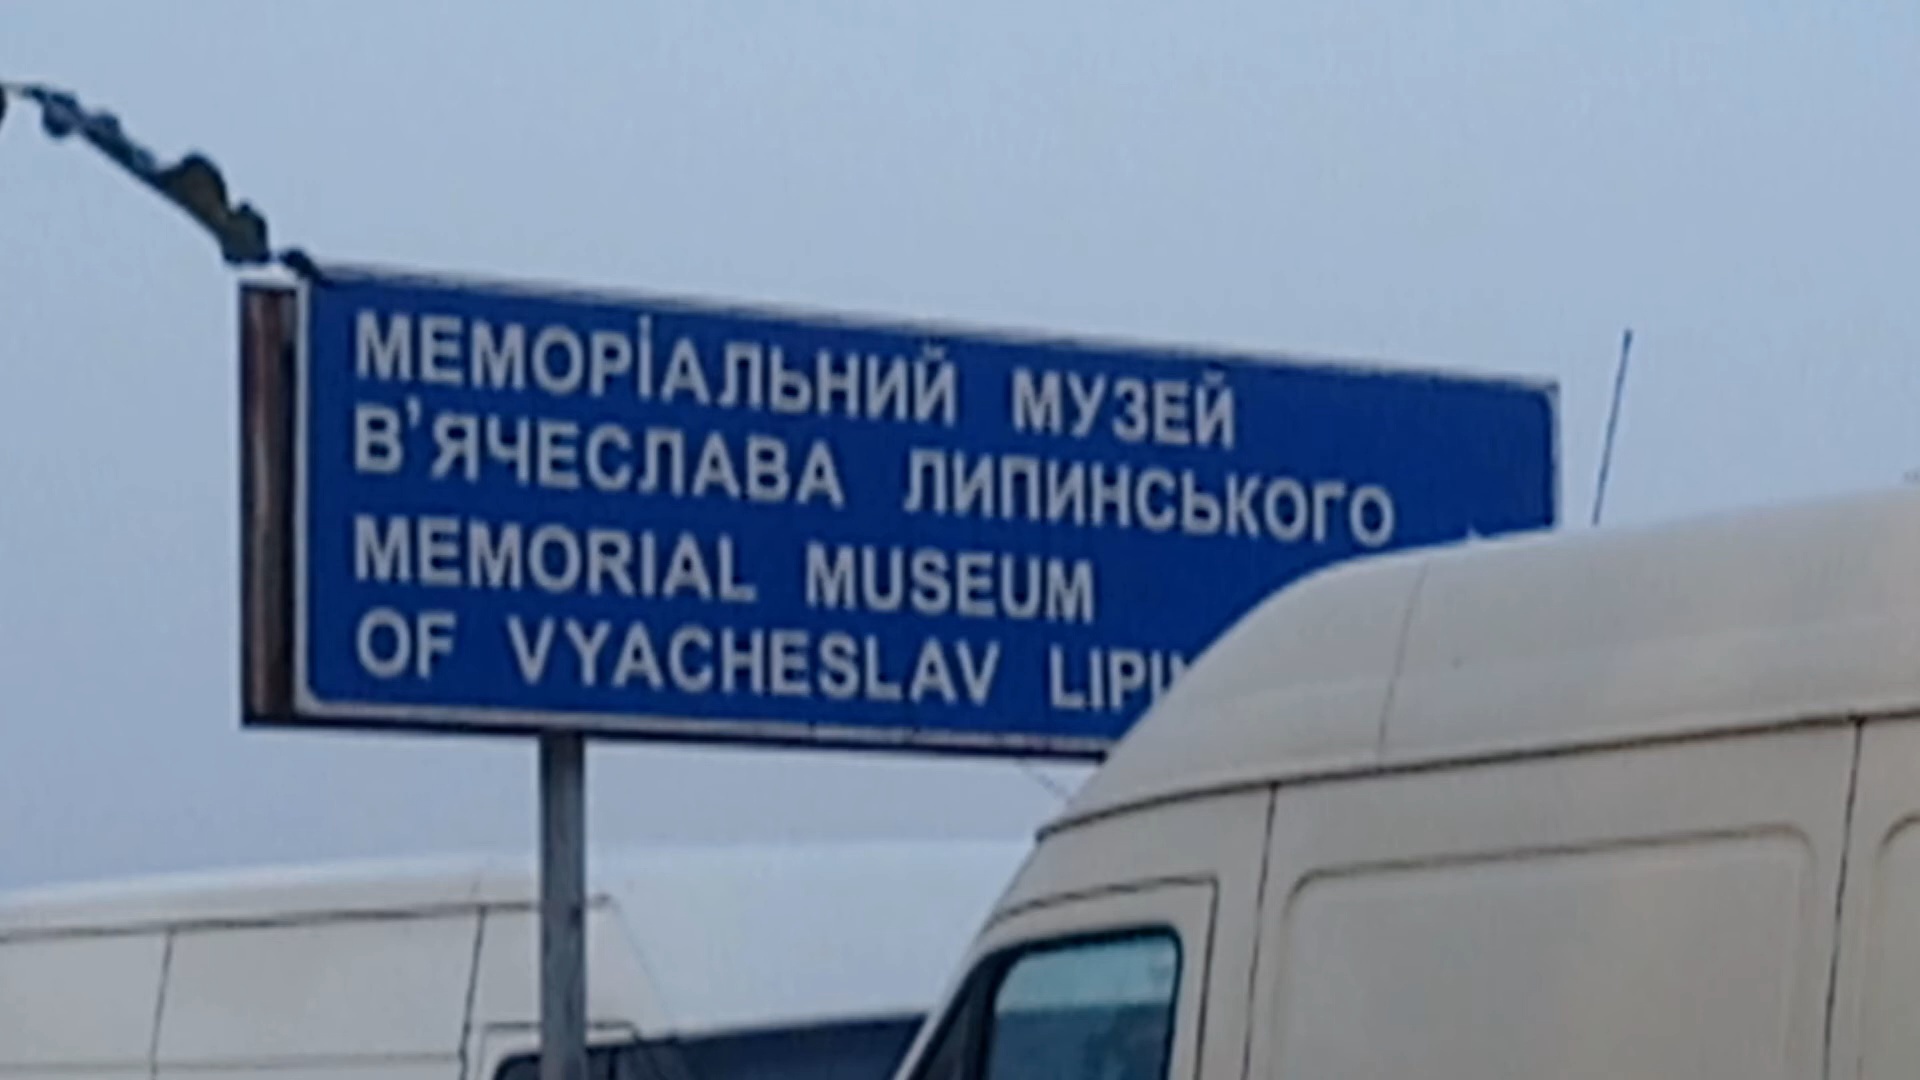 МЕМОРІАЛЬНИЙ МУЗЕЙ
В'ЯЧЕСЛАВА ЛИПИНСЬКОГО
MEMORIAL MUSEUM
OF VYACHESLAV